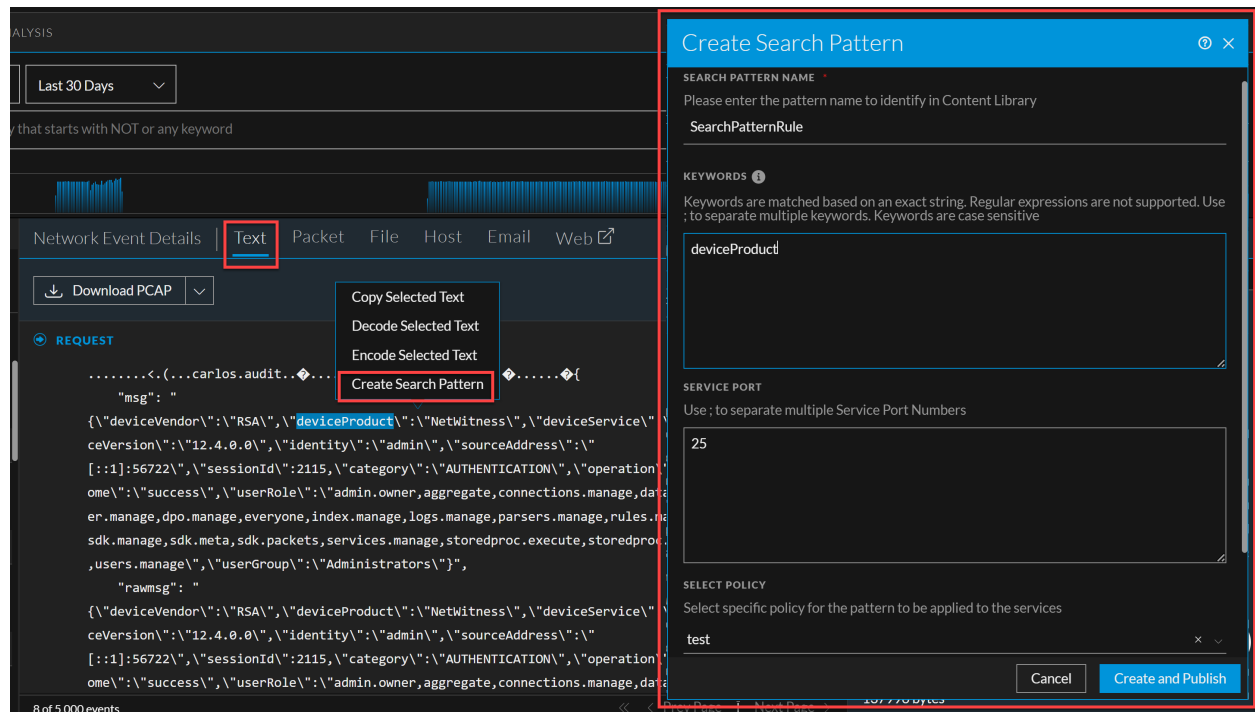 ALYSIS
Last 30 Days
y that starts with NOT or any keyword
Network Event Details Text Packet File Host Email Web
Download PCAP
Copy Selected Text
Decode Selected Text
Encode Selected Text
Create Search Pattern
REQUEST
........<.(...carlos.audit..�.... �......�{
"msg": "
{\"deviceVendor\":\"RSA\",\"deviceProduct\":\"NetWitness\",\"deviceService\"
ceVersion\":\"12.4.0.0\",\"identity\":\"admin\",\"sourceAddress\":\"
[::1]:56722\",\"sessionId\":2115,\"category\":\"AUTHENTICATION\",\"operation\"
ome\":\"success\",\"userRole\":\"admin.owner,aggregate,connections.manage,dat
er.manage,dpo.manage,everyone,index.manage,logs.manage,parsers.manage,rules.ma
sdk.manage,sdk.meta,sdk.packets,services.manage,storedproc.execute,storedproc.
,users.manage\",\"userGroup\":\"Administrators\"}",
"rawmsg": "
{\"deviceVendor\":\"RSA\",\"deviceProduct\":\"NetWitness\",\"deviceService\"
ceVersion\":\"12.4.0.0\",\"identity\":\"admin\",\"sourceAddress\":\"
[::1]:56722\",\"sessionId\":2115,\"category\":\"AUTHENTICATION\",\"operation\"
ome\":\"success\",\"userRole\":\"admin.owner,aggregate,connections.manage,dat
8 of 5,000 events
Prev Page 1 Next Page
Create Search Pattern
SEARCH PATTERN NAME *
Please enter the pattern name to identify in Content Library
SearchPatternRule
KEYWORDS
Keywords are matched based on an exact string. Regular expressions are not supported. Use
; to separate multiple keywords. Keywords are case sensitive
deviceProduct
SERVICE PORT
Use ; to separate multiple Service Port Numbers
25
SELECT POLICY
Select specific policy for the pattern to be applied to the services
test
Cancel Create and Publish
bytes